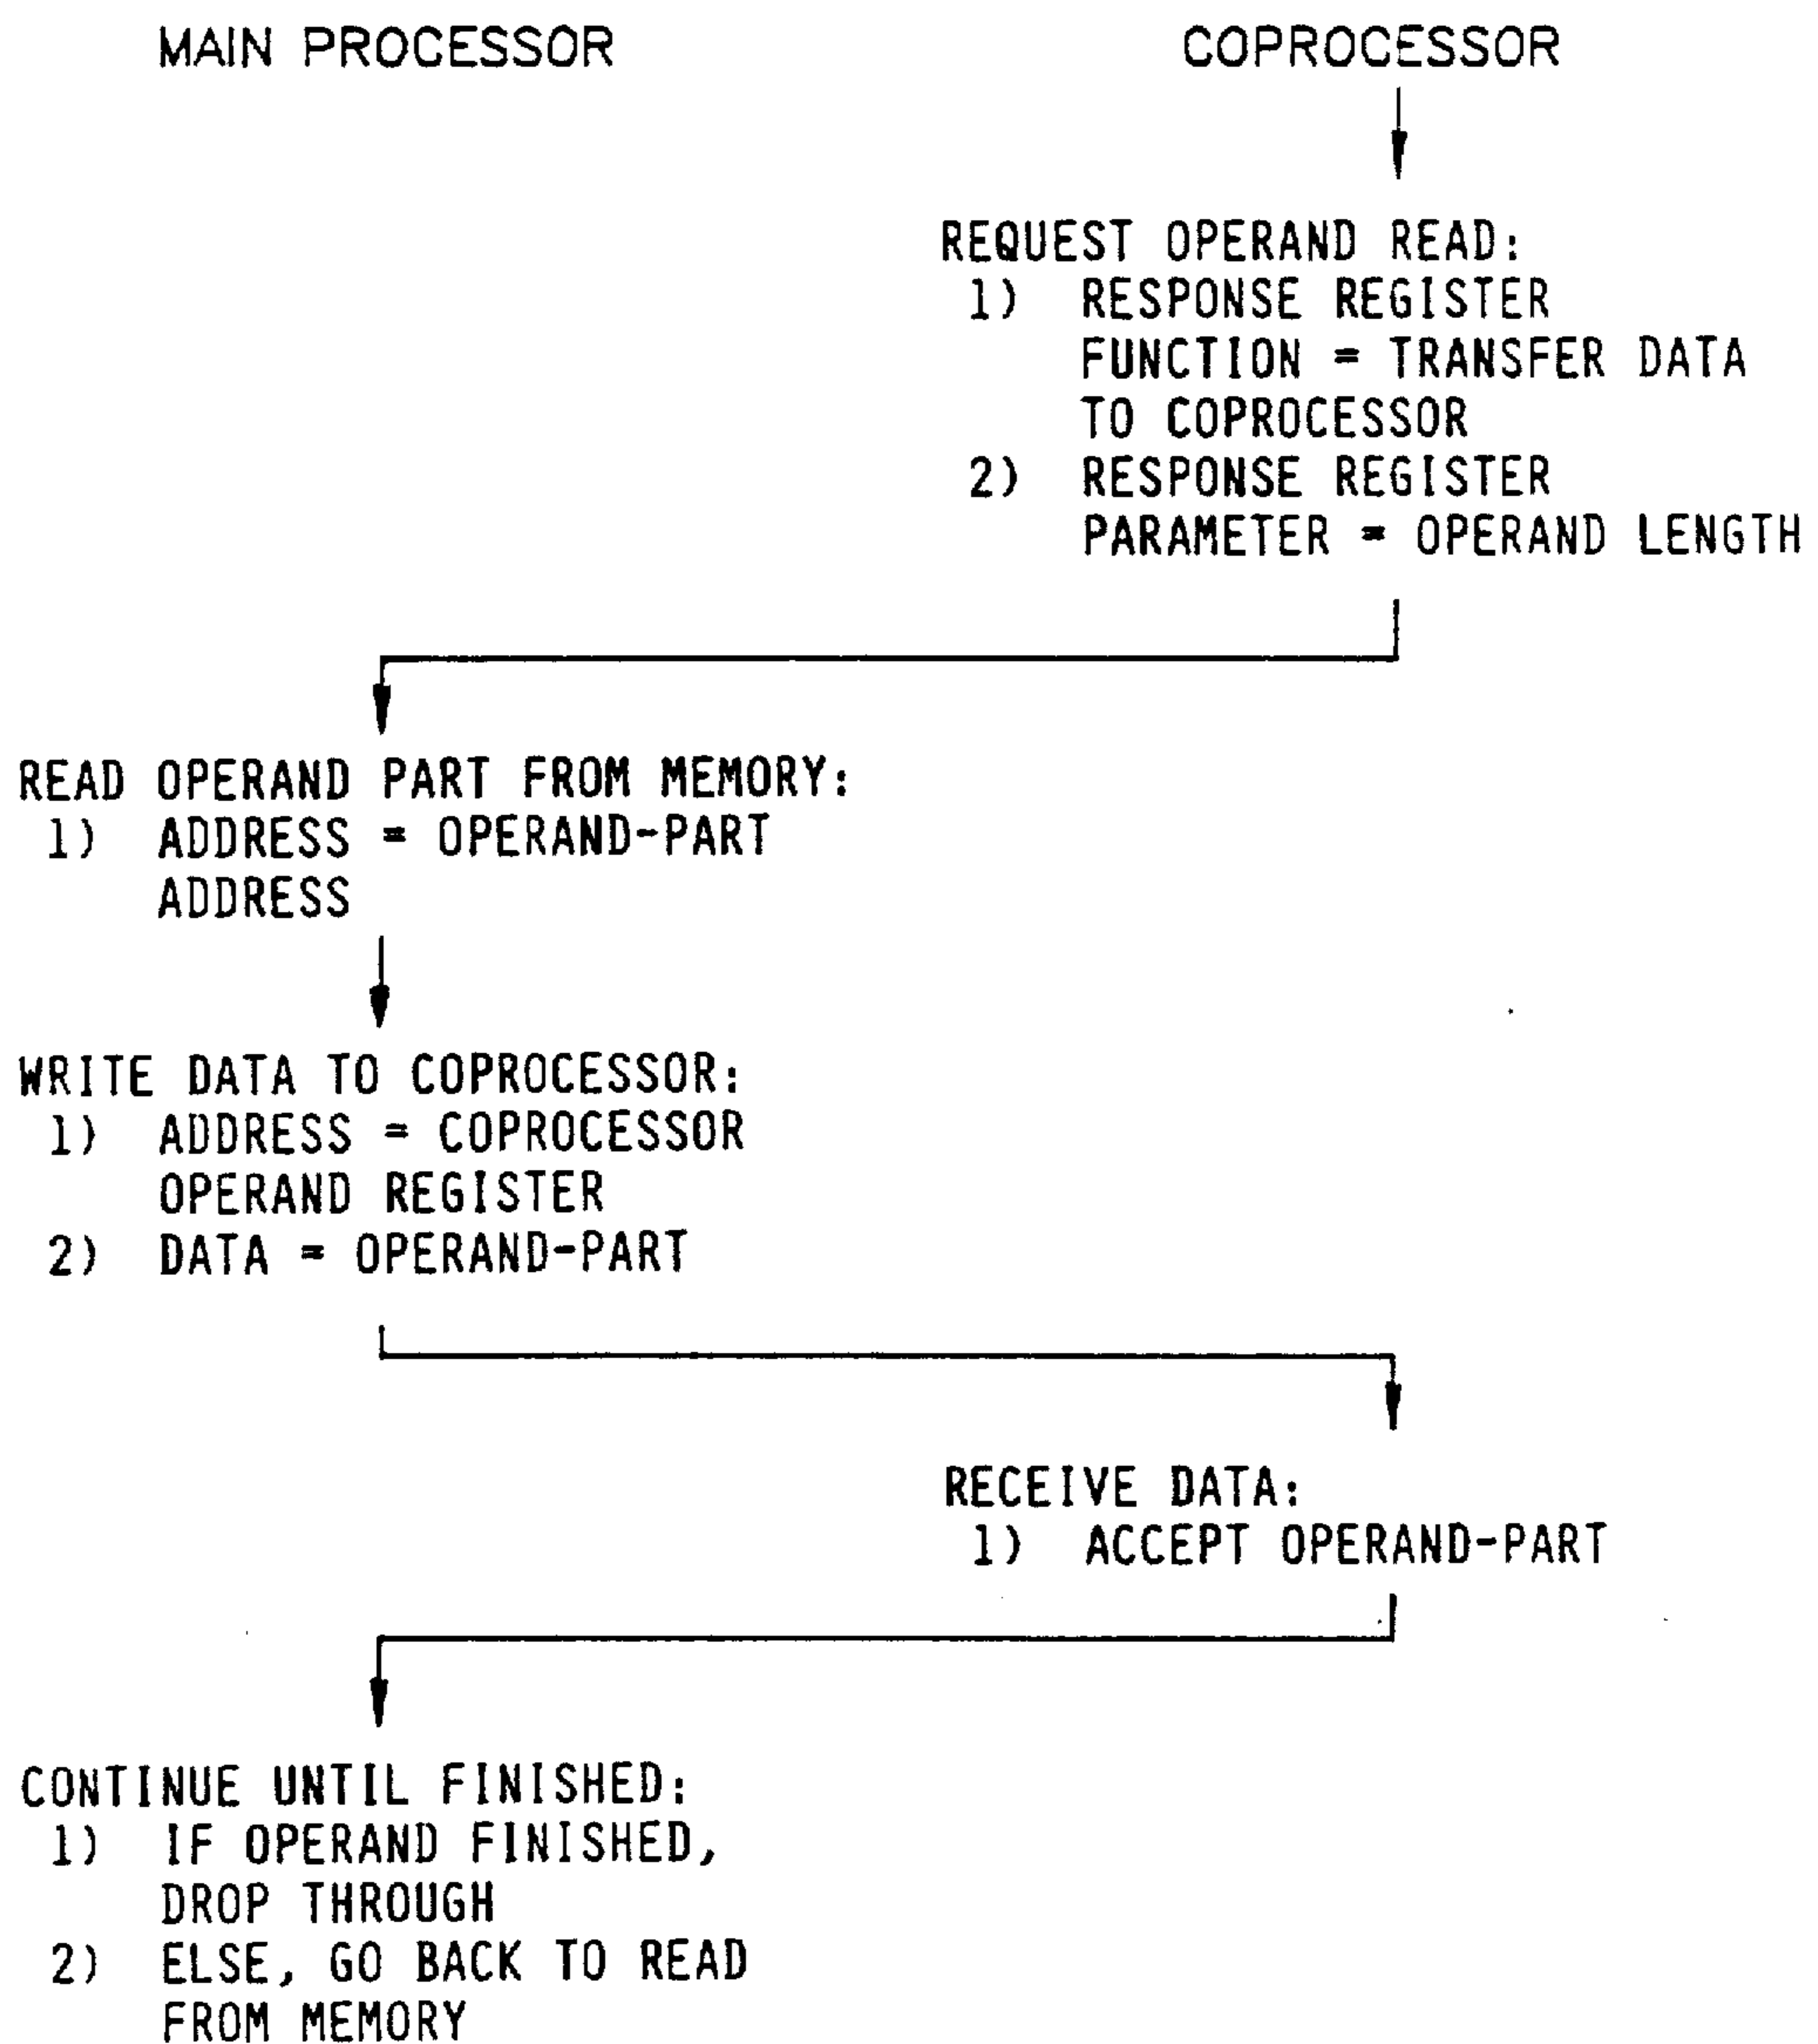 MAIN PROCESSOR
COPROCESSOR
REQUEST OPERAND READ:
1) RESPONSE REGISTER
FUNCTION = TRANSFER DATA
TO COPROCESSOR
2) RESPONSE REGISTER
PARAMETER = OPERAND LENGTH
READ OPERAND PART FROM MEMORY:
1) ADDRESS = OPERAND-PART
ADDRESS
WRITE DATA TO COPROCESSOR:
1) ADDRESS = COPROCESSOR
OPERAND REGISTER
2) DATA = OPERAND-PART
RECEIVE DATA:
1) ACCEPT OPERAND-PART
CONTINUE UNTIL FINISHED:
1) IF OPERAND FINISHED,
DROP THROUGH
2) ELSE, GO BACK TO READ
FROM MEMORY